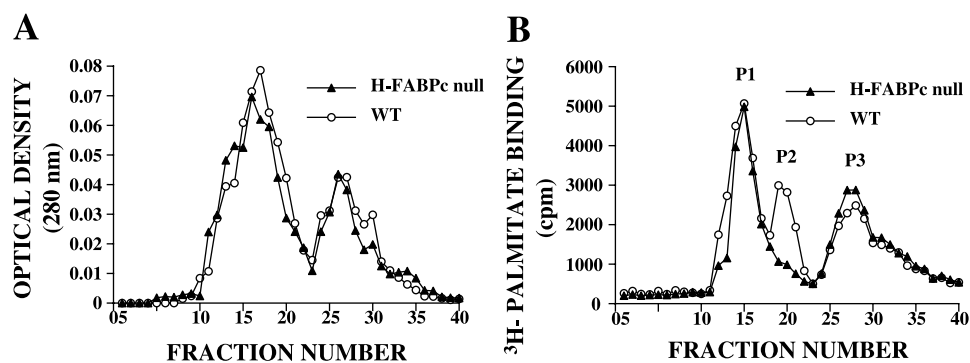 A
OPTICAL DENSITY
(280 nm)
0.08
0.07
0.06
0.05
0.04
0.03
0.02
0.01
0
H-FABPc null
WT
05 10 15 20 25 30 35 40
FRACTION NUMBER
B
³H- PALMITATE BINDING
(cpm)
6000
5000
4000
3000
2000
1000
0
P1
P2
P3
H-FABPc null
WT
05 10 15 20 25 30 35 40
FRACTION NUMBER